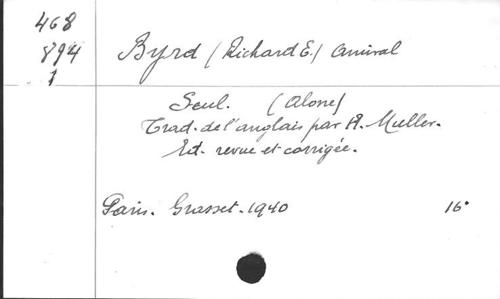 468
894
1
Byrd (Richard E.) Amiral
Seul. (Alone)
Trad. de l'anglais par H. Muller.
Ed. revue et corrigée.
Paris. Grasset. 1940 16°